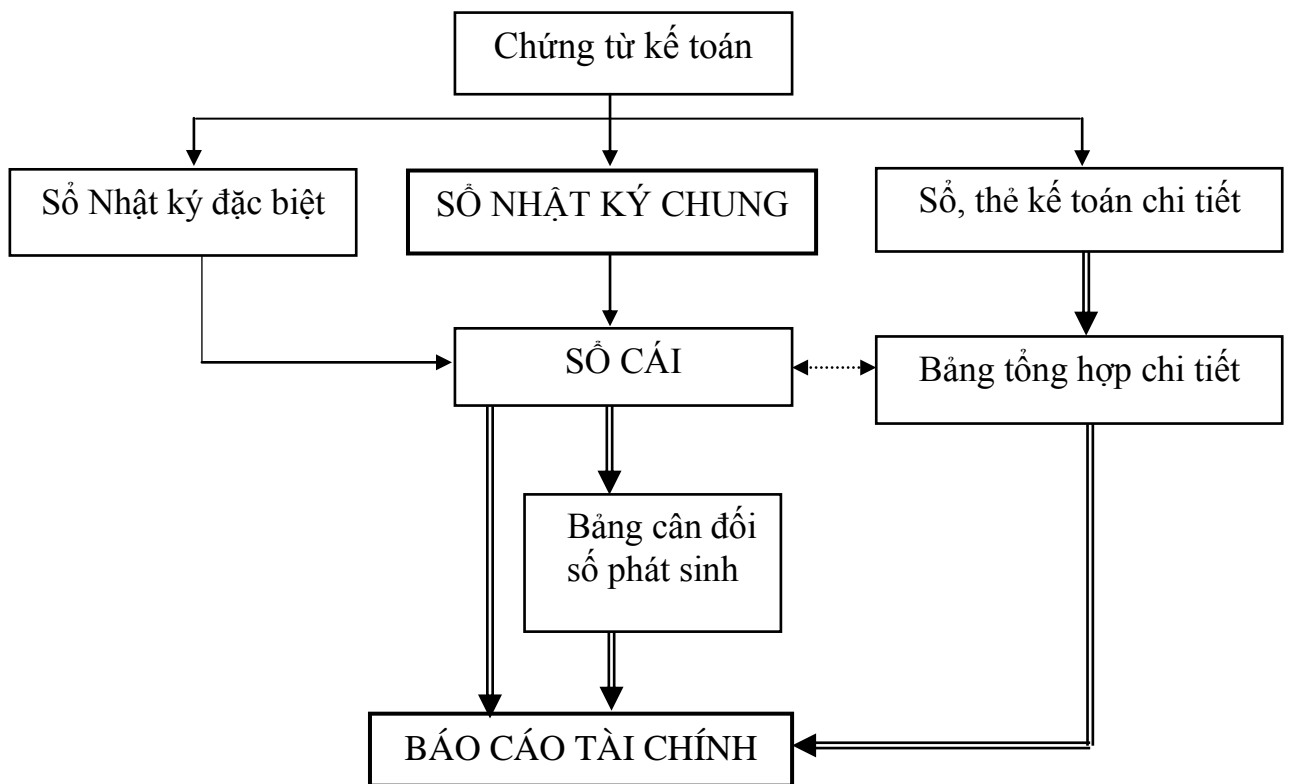 Chứng từ kế toán
Sổ Nhật ký đặc biệt
SỔ NHẬT KÝ CHUNG
Sổ, thẻ kế toán chi tiết
SỔ CÁI
Bảng tổng hợp chi tiết
Bảng cân đối
số phát sinh
BÁO CÁO TÀI CHÍNH